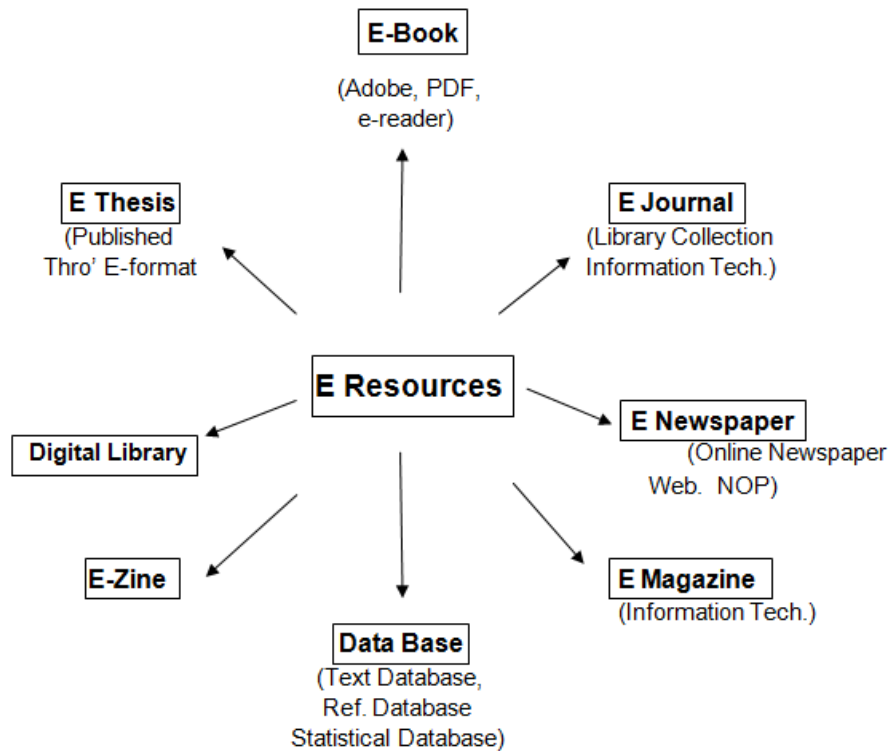 E-Book
(Adobe, PDF,
e-reader)
E Thesis
(Published
Thro’ E-format
E Journal
(Library Collection
Information Tech.)
E Resources
Digital Library
E Newspaper
(Online Newspaper
Web. NOP)
E-Zine
E Magazine
(Information Tech.)
Data Base
(Text Database,
Ref. Database
Statistical Database)